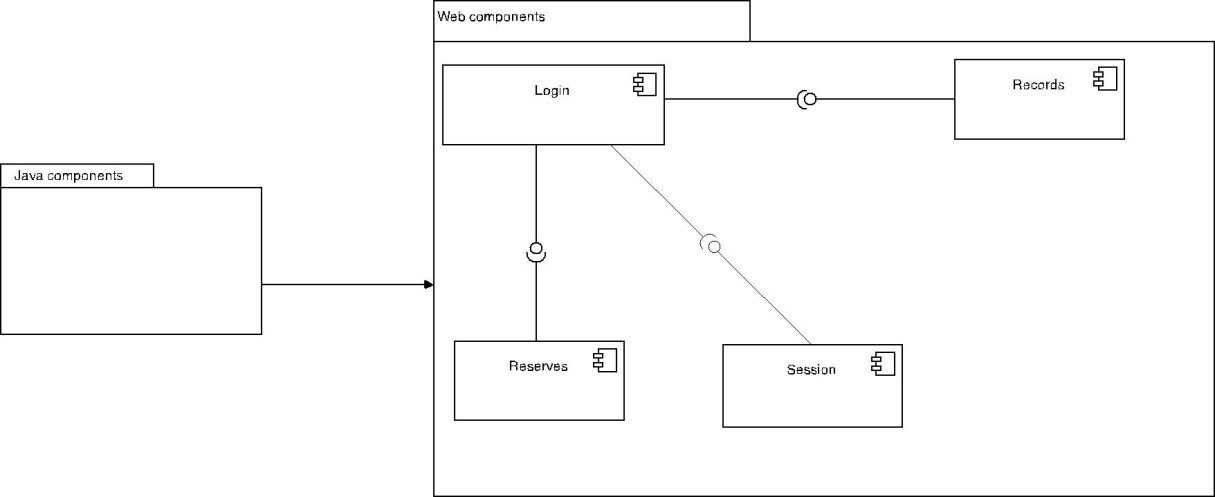 Web components
Login
Records
Java components
Reserves
Session